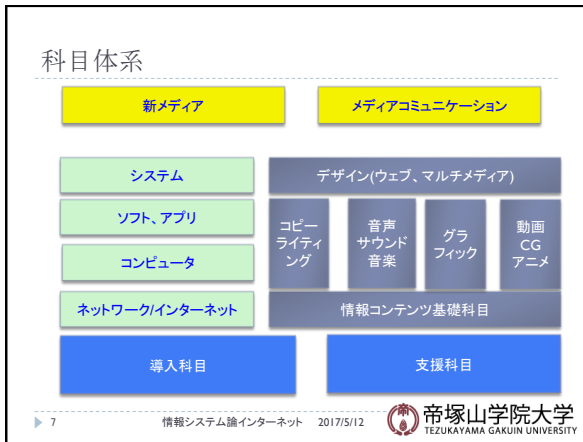 科目体系
新メディア
メディアコミュニケーション
システム
デザイン(ウェブ、マルチメディア)
ソフト、アプリ
コピー
ライティ
ング
音声
サウンド
音楽
グラ
フィック
動画
CG
アニメ
コンピュータ
ネットワーク/インターネット
情報コンテンツ基礎科目
導入科目
支援科目
7
情報システム論インターネット
2017/5/12
帝塚山学院大学
TEZUKAYAMA GAKUIN UNIVERSITY